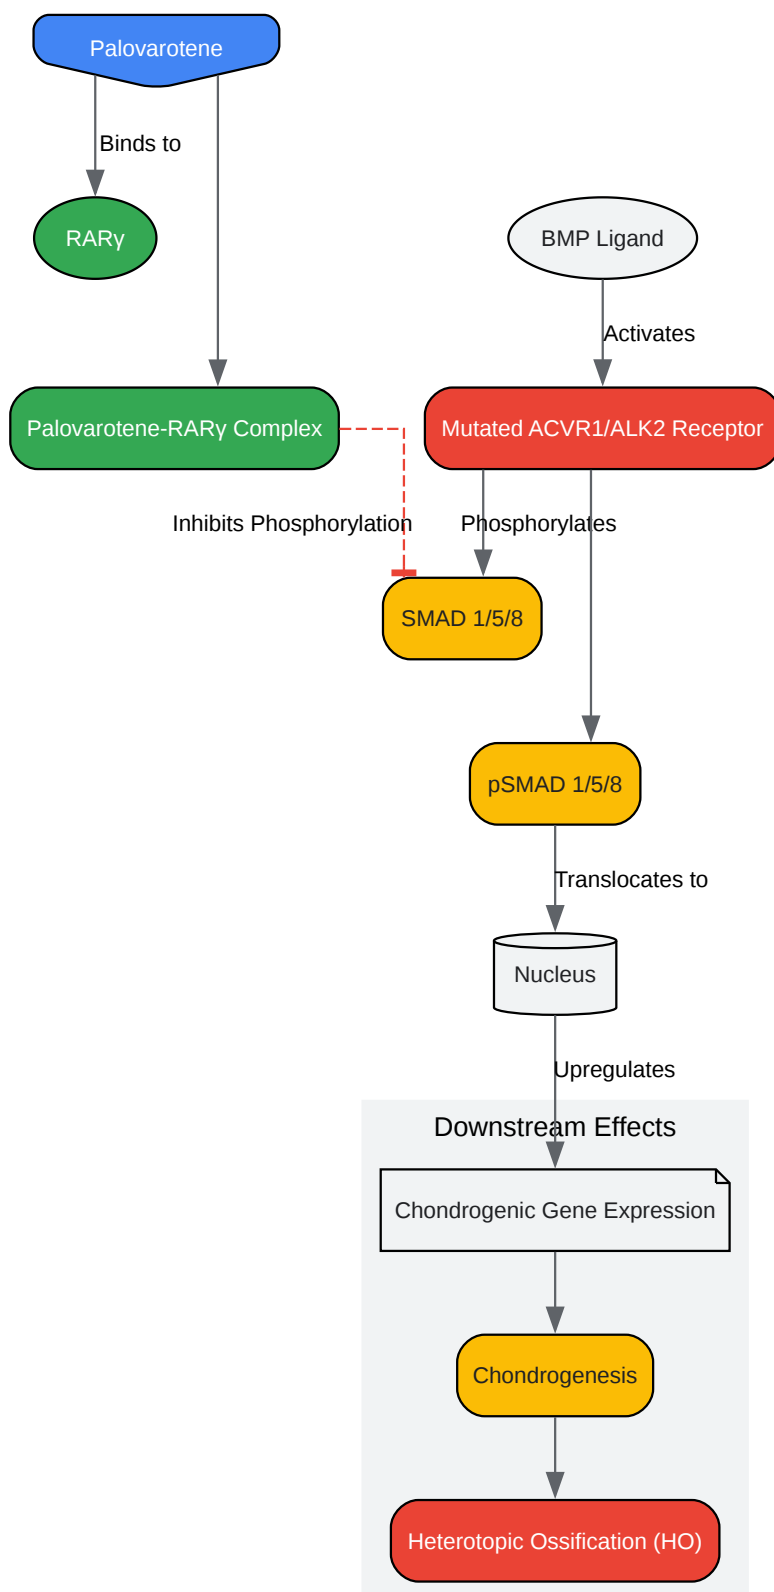 Palovarotene
Binds to
RARγ
BMP Ligand
Activates
Palovarotene-RARγ Complex
Mutated ACVR1/ALK2 Receptor
Inhibits Phosphorylation
Phosphorylates
SMAD 1/5/8
pSMAD 1/5/8
Translocates to
Nucleus
Upregulates
Downstream Effects
Chondrogenic Gene Expression
Chondrogenesis
Heterotopic Ossification (HO)